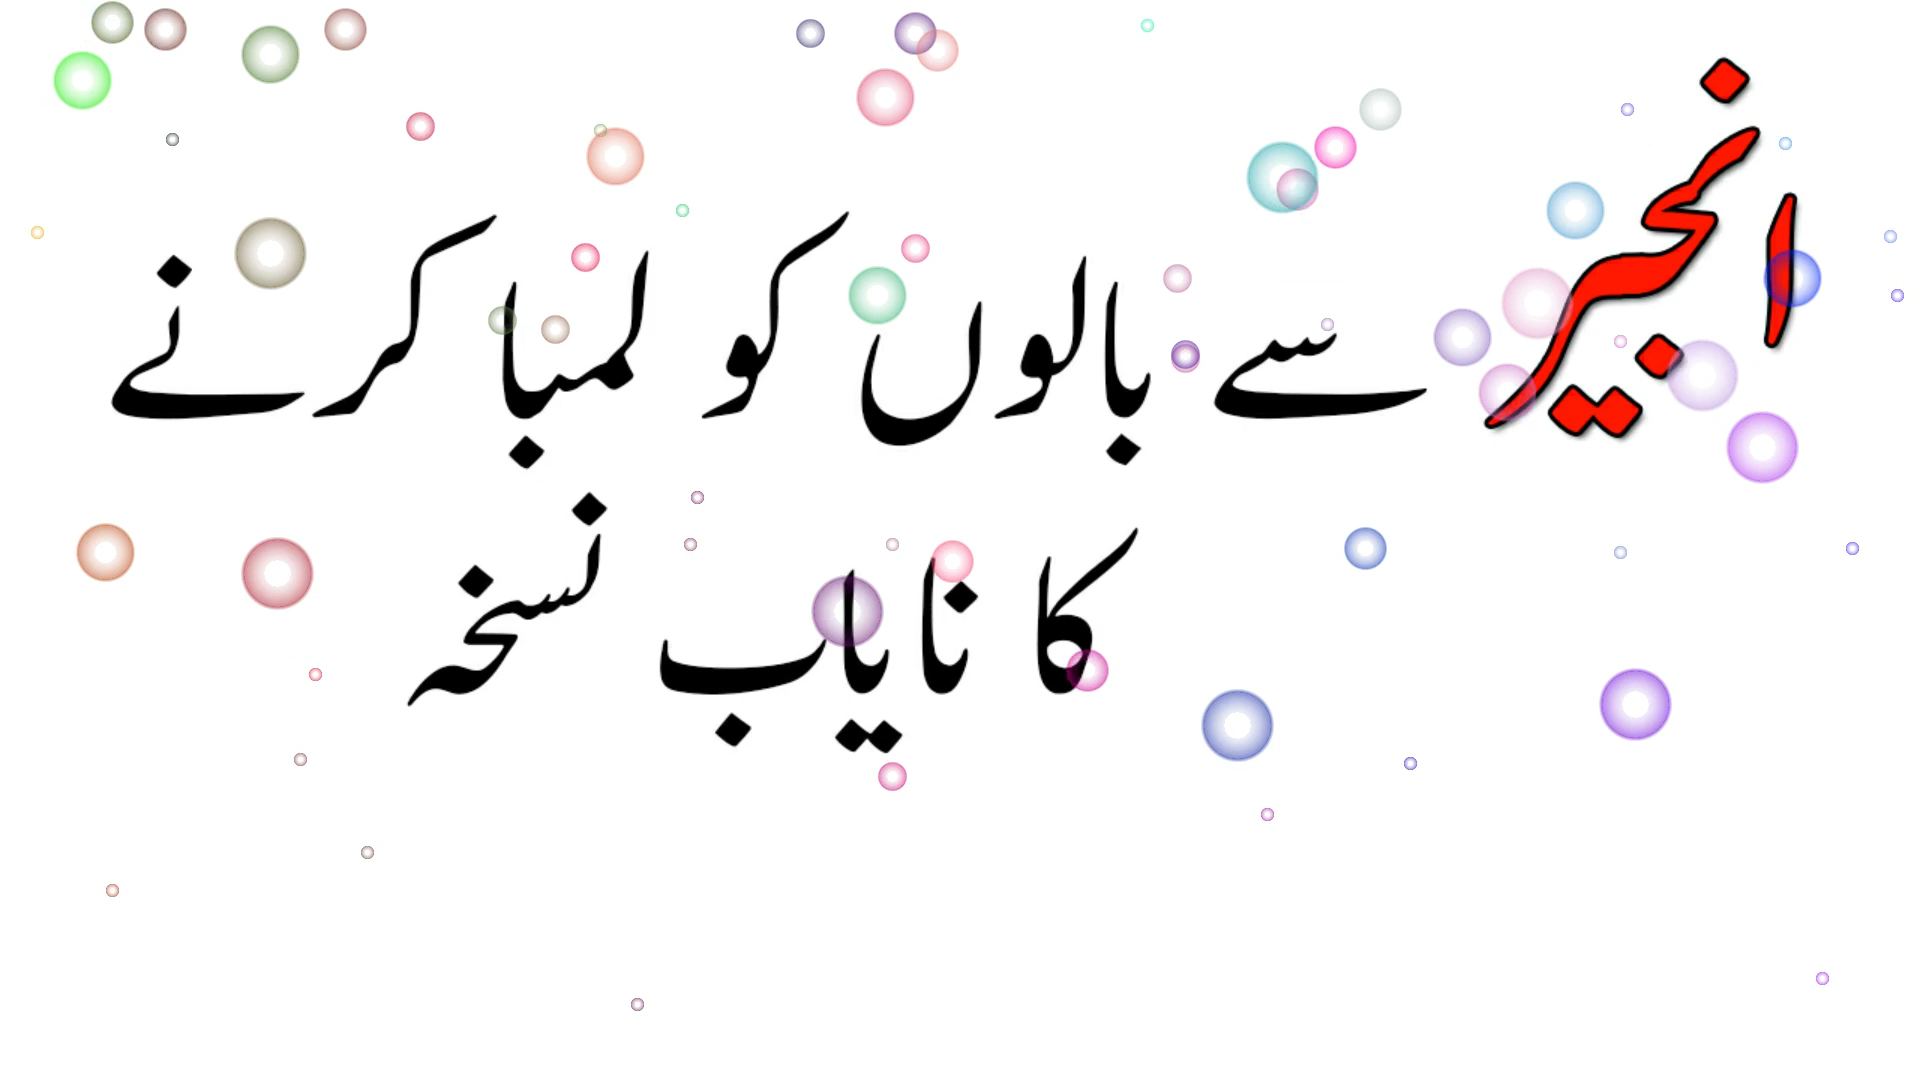 انجیر سے بالوں کو لمبا کرنے
کا نایاب نسخہ